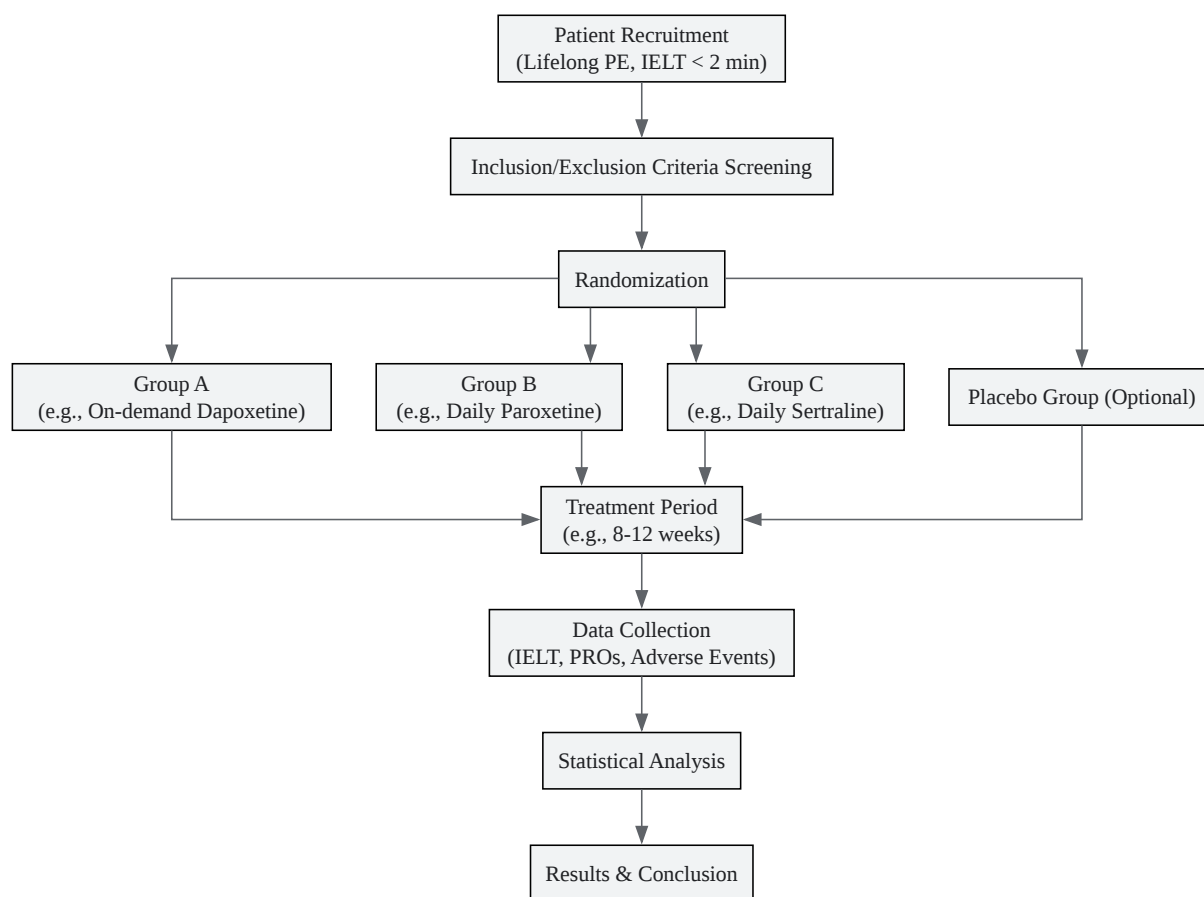 Patient Recruitment
(Lifelong PE, IELT < 2 min)
Inclusion/Exclusion Criteria Screening
Randomization
Group A
(e.g., On-demand Dapoxetine)
Group B
(e.g., Daily Paroxetine)
Group C
(e.g., Daily Sertraline)
Placebo Group (Optional)
Treatment Period
(e.g., 8-12 weeks)
Data Collection
(IELT, PROs, Adverse Events)
Statistical Analysis
Results & Conclusion